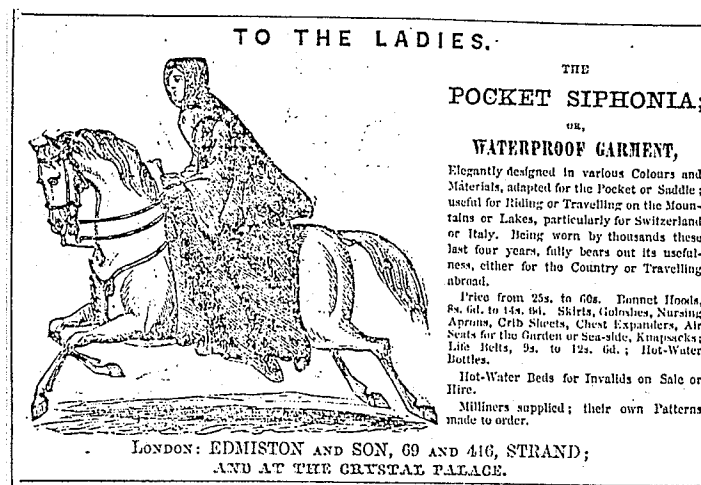 TO THE LADIES.
THE
POCKET SIPHONIA;
OR,
WATERPROOF GARMENT,
Elegantly designed in various Colours and
Materials, adapted for the Pocket or Saddle;
useful for Riding or Travelling on the Moun-
tains or Lakes, particularly for Switzerland
or Italy. Being worn by thousands these
last four years, fully bears out its useful-
ness, either for the Country or Travelling
abroad.
Price from 25s. to 60s. Bonnet Hoods,
8s. 6d. to 14s. 6d. Skirts, Goloshes, Nursing
Aprons, Crib Sheets, Chest Expanders, Air
Seats for the Garden or Sea-side, Knapsacks;
Life Belts, 9s. to 12s. 6d.; Hot-Water
Bottles.
Hot-Water Beds for Invalids on Sale or
Hire.
Milliners supplied; their own Patterns
made to order.
LONDON: EDMISTON AND SON, 69 AND 416, STRAND;
AND AT THE CRYSTAL PALACE.